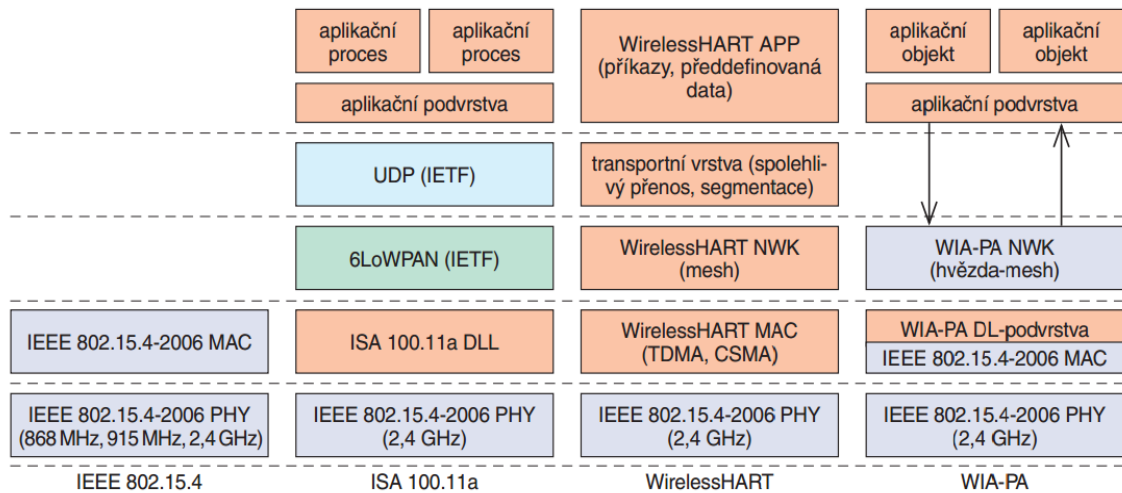 aplikační
proces
aplikační
proces
WirelessHART APP
(příkazy, předdefinovaná
data)
aplikační
objekt
aplikační
objekt
aplikační podvrstva
aplikační podvrstva
UDP (IETF)
transportní vrstva (spolehli-
vý přenos, segmentace)
6LoWPAN (IETF)
WirelessHART NWK
(mesh)
WIA-PA NWK
(hvězda-mesh)
IEEE 802.15.4-2006 MAC
ISA 100.11a DLL
WirelessHART MAC
(TDMA, CSMA)
WIA-PA DL-podvrstva
IEEE 802.15.4-2006 MAC
IEEE 802.15.4-2006 PHY
(868 MHz, 915 MHz, 2,4 GHz)
IEEE 802.15.4-2006 PHY
(2,4 GHz)
IEEE 802.15.4-2006 PHY
(2,4 GHz)
IEEE 802.15.4-2006 PHY
(2,4 GHz)
IEEE 802.15.4
ISA 100.11a
WirelessHART
WIA-PA